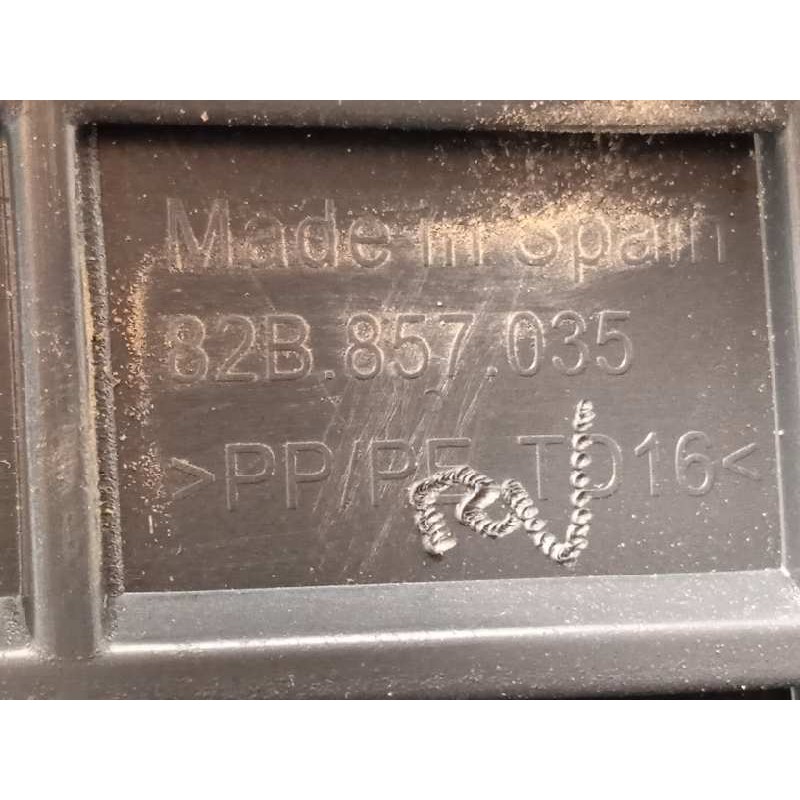 Made in Spain
82B.857.035
>PP/PE TD16<